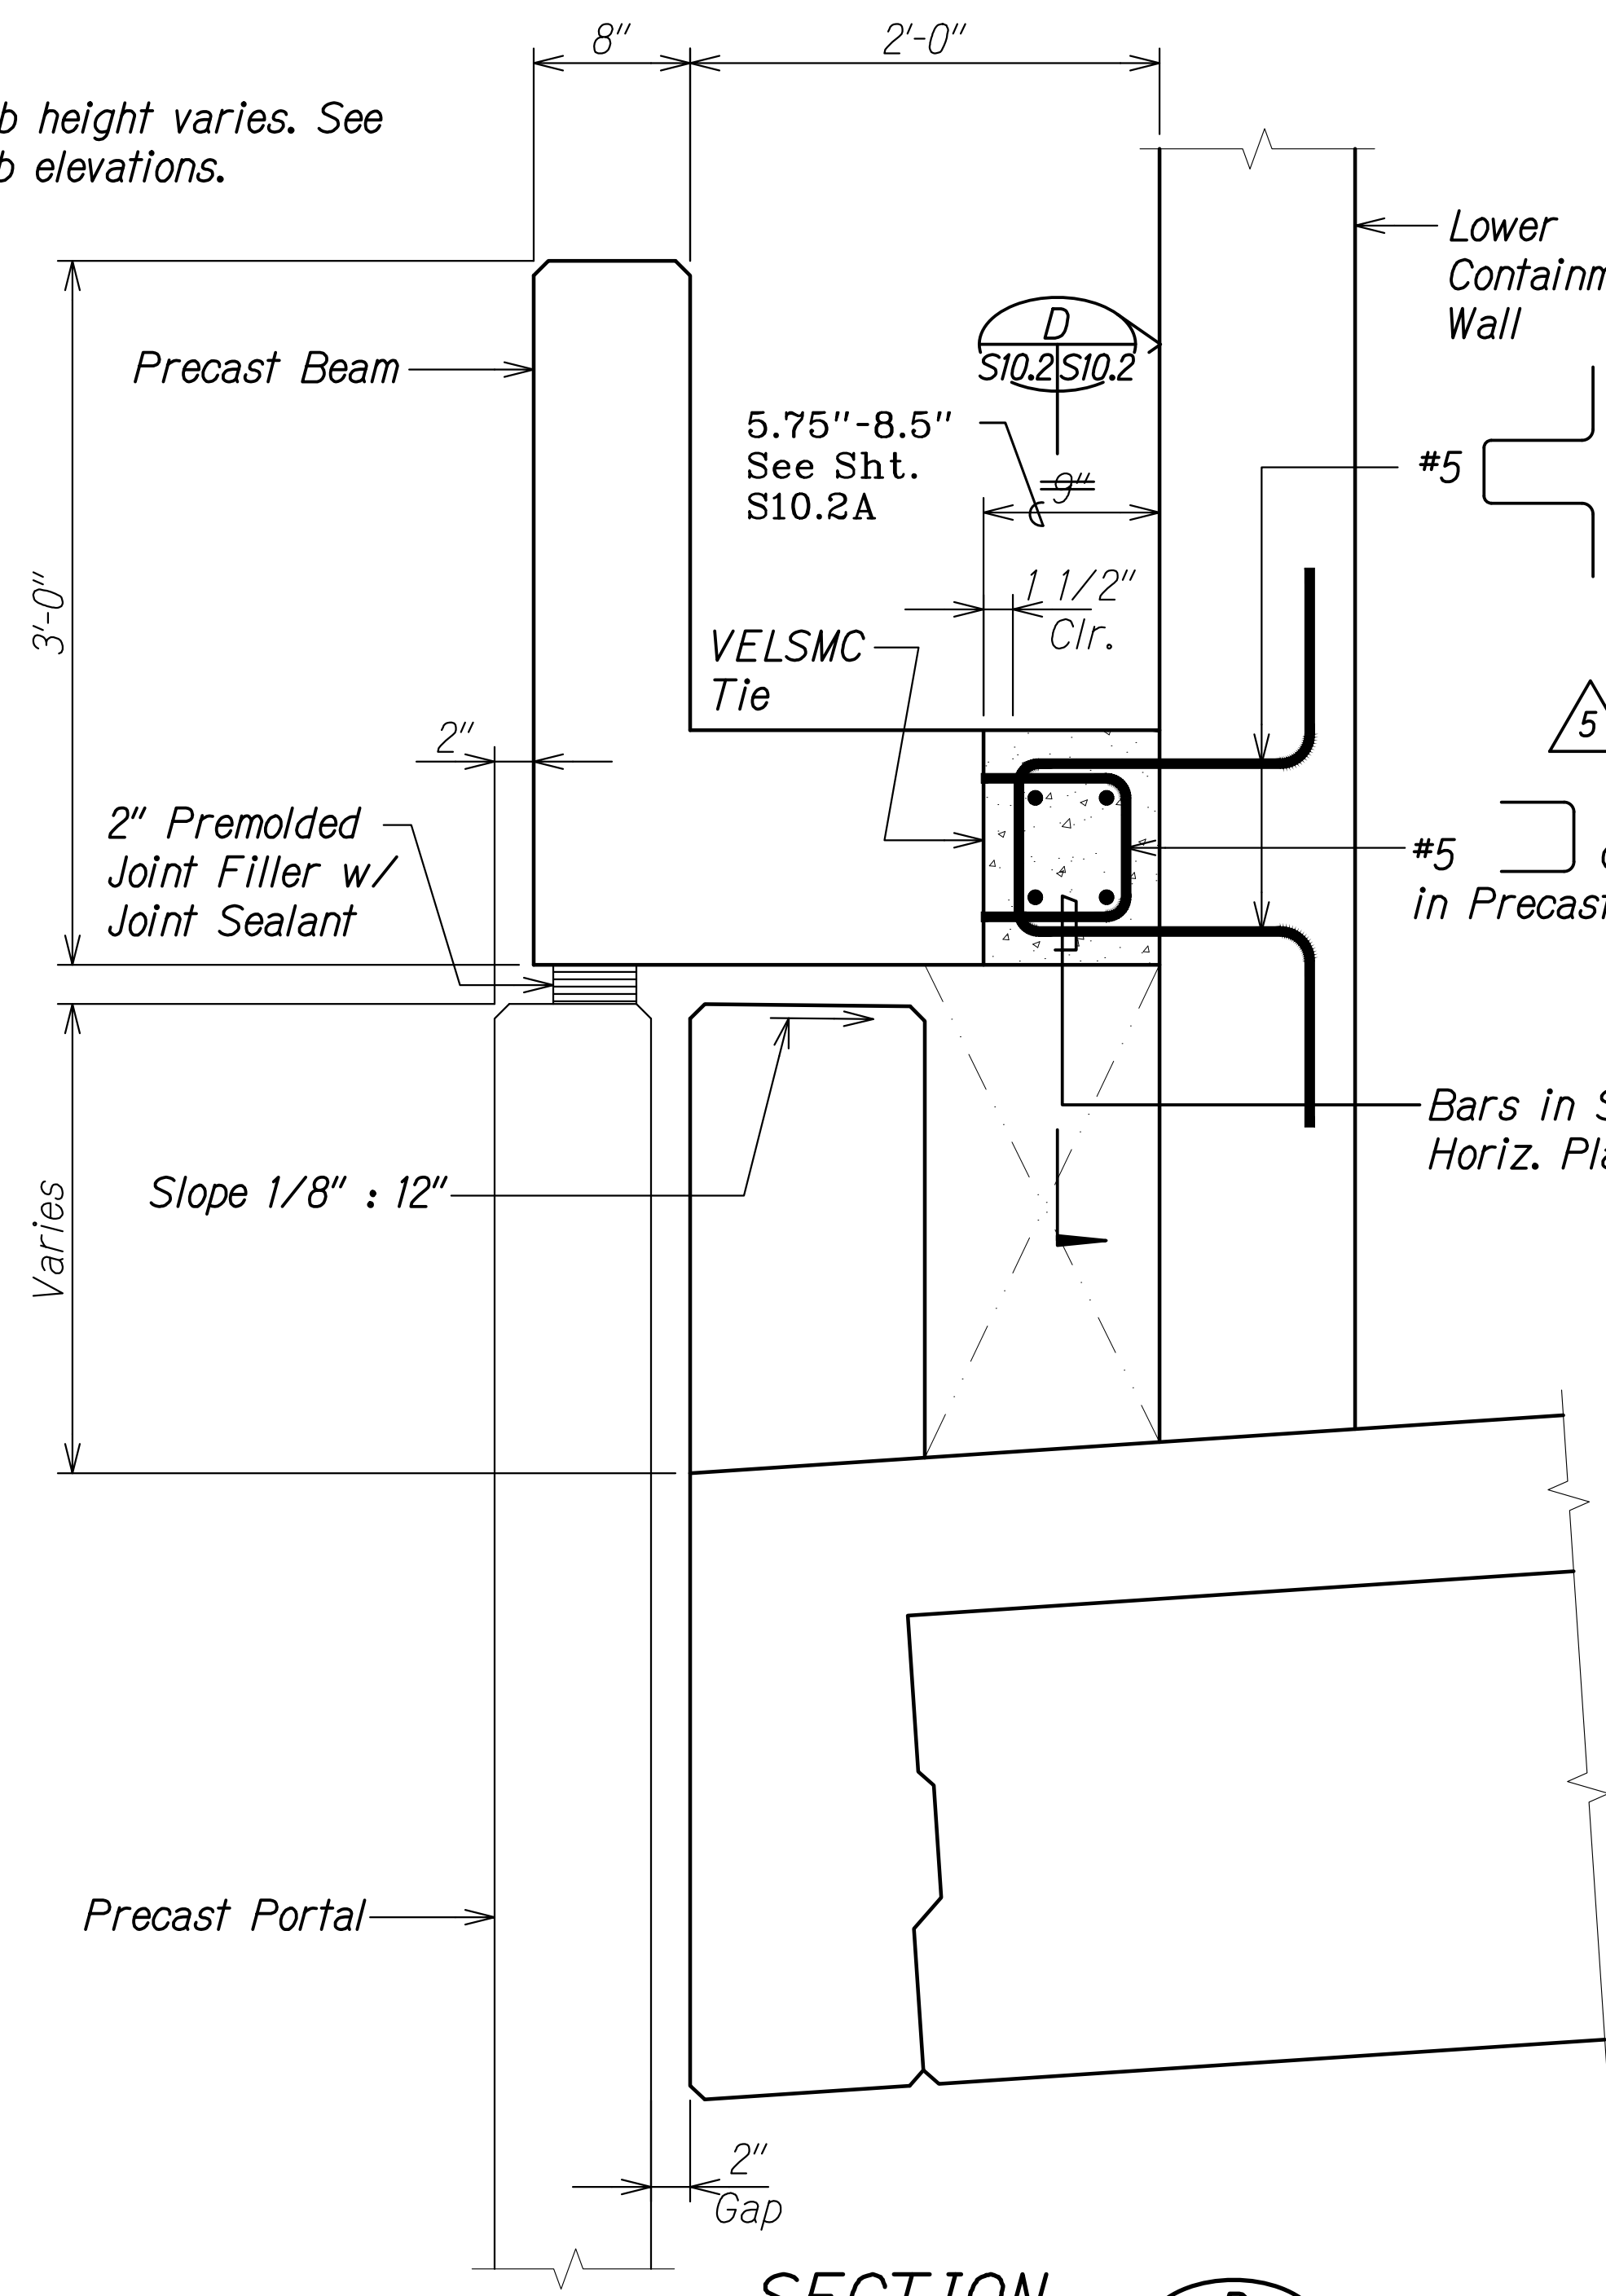 8"
2'-0"
b height varies. See
b elevations.
Lower
Wall
D
S10.2 S10.2
Precast Beam
5.75"-8.5"
See Sht.
S10.2A
9"
#5
3'-0"
1 1/2"
Clr.
VELSMC
Tie
5
2"
2" Premolded
Joint Filler w/
Joint Sealant
#5
in Precast
Bars in
Horiz.
Slope 1/8" : 12"
Varies
Precast Portal
2"
Gap
SECTION